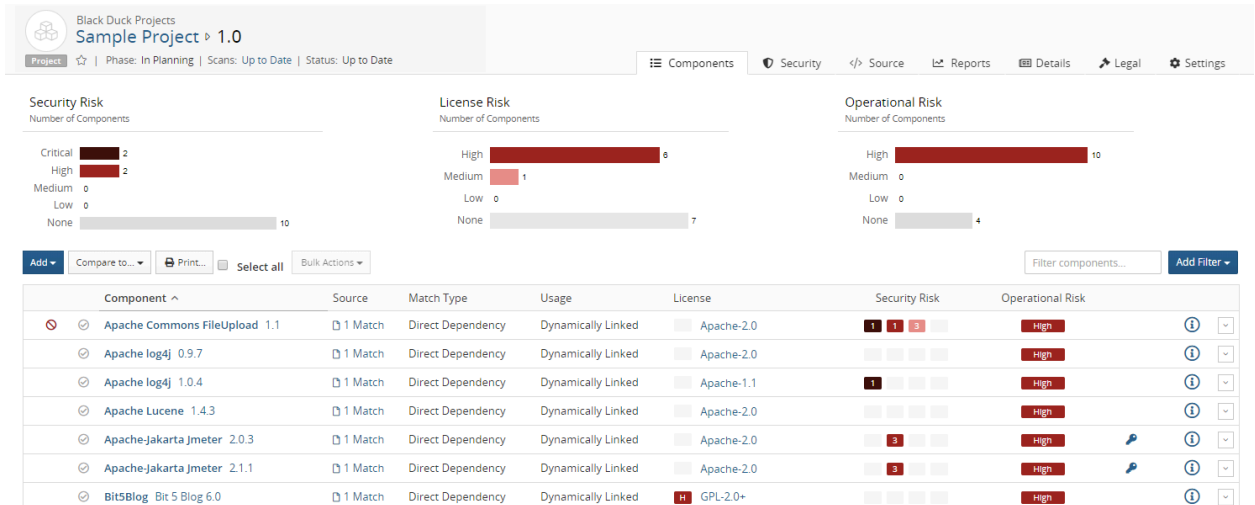 Black Duck Projects
Sample Project ▹ 1.0
Project | Phase: In Planning | Scans: Up to Date | Status: Up to Date
Components Security </> Source Reports Details Legal Settings
Security Risk
Number of Components
Critical 2
High 2
Medium 0
Low 0
None 10
License Risk
Number of Components
High 6
Medium 1
Low 0
None 7
Operational Risk
Number of Components
High 10
Medium 0
Low 0
None 4
Add Compare to... Print... Select all Bulk Actions Filter components... Add Filter
Component Source Match Type Usage License Security Risk Operational Risk
Apache Commons FileUpload 1.1 1 Match Direct Dependency Dynamically Linked Apache-2.0 1 1 3 High
Apache log4j 0.9.7 1 Match Direct Dependency Dynamically Linked Apache-2.0 High
Apache log4j 1.0.4 1 Match Direct Dependency Dynamically Linked Apache-1.1 1 High
Apache Lucene 1.4.3 1 Match Direct Dependency Dynamically Linked Apache-2.0 High
Apache-Jakarta Jmeter 2.0.3 1 Match Direct Dependency Dynamically Linked Apache-2.0 3 High
Apache-Jakarta Jmeter 2.1.1 1 Match Direct Dependency Dynamically Linked Apache-2.0 3 High
Bit5Blog Bit 5 Blog 6.0 1 Match Direct Dependency Dynamically Linked H GPL-2.0+ High